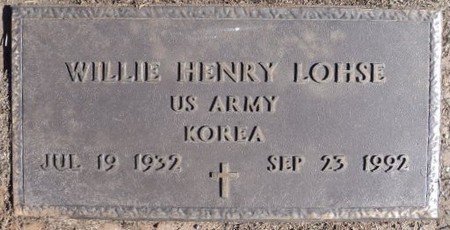 WILLIE HENRY LOHSE
US ARMY
KOREA
JUL 19 1932 SEP 23 1992